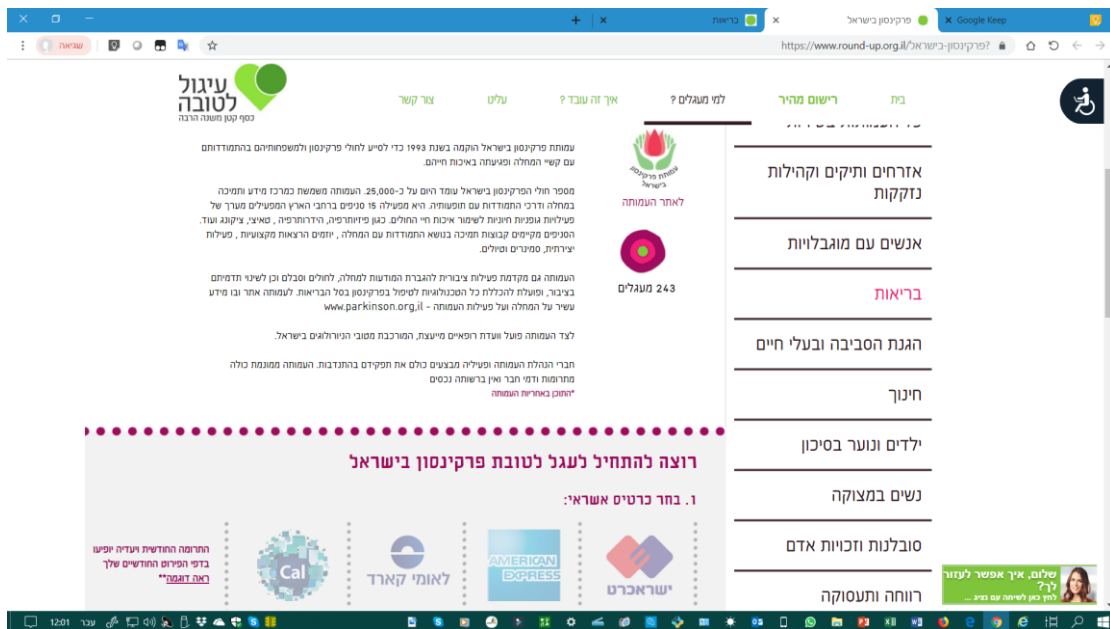 Google Keep
פרקינסון בישראל
בריאות
https://www.round-up.org.il/פרקינסון-בישראל?
שגיאה
עיגול
לטובה
כסף קטן משנה הרבה
בית
רישום מהיר
למי מעגלים ?
איך זה עובד ?
עלינו
צור קשר
אזרחים ותיקים וקהילות
נזקקות
אנשים עם מוגבלויות
בריאות
הגנת הסביבה ובעלי חיים
חינוך
ילדים ונוער בסיכון
נשים במצוקה
סובלנות וזכויות אדם
רווחה ותעסוקה
עמותת פרקינסון
בישראל
לאתר העמותה
243 מעגלים
עמותת פרקינסון בישראל הוקמה בשנת 1993 כדי לסייע לחולי פרקינסון ולמשפחותיהם בהתמודדותם
עם קשיי המחלה ופגיעתה באיכות חייהם.
מספר חולי הפרקינסון בישראל עומד היום על כ-25,000. העמותה משמשת כמרכז מידע ותמיכה
במחלה ודרכי התמודדות עם תופעותיה. היא מפעילה 15 סניפים ברחבי הארץ המפעילים מערך של
פעילויות גופניות חיוניות לשימור איכות חיי החולים. כגון פיזיותרפיה, הידרותרפיה , טאיצי, ציקונג ועוד.
הסניפים מקיימים קבוצות תמיכה בנושא התמודדות עם המחלה , יוזמים הרצאות מקצועיות , פעילות
יצירתית, סמינרים וטיולים.
העמותה גם מקדמת פעילות ציבורית להגברת המודעות למחלה, לחולים וסבלם וכן לשינוי תדמיתם
בציבור, ופועלת להכללת כל הטכנולוגיות לטיפול בפרקינסון בסל הבריאות. לעמותה אתר ובו מידע
עשיר על המחלה ועל פעילות העמותה - www.parkinson.org,il
לצד העמותה פועל וועדת רופאים מייעצת, המורכבת מטובי הניורולוגים בישראל.
חברי הנהלת העמותה ופעיליה מבצעים כולם את תפקידם בהתנדבות. העמותה ממומנת כולה
מתרומות ודמי חבר ואין ברשותה נכסים
*התוכן באחריות העמותה
רוצה להתחיל לעגל לטובת פרקינסון בישראל
1. בחר כרטיס אשראי:
ישראכרט
AMERICAN
EXPRESS
לאומי קארד
Cal
התרומה החודשית ויעדיה יופיעו
בדפי הפירוט החודשיים שלך
ראה דוגמה**
שלום, איך אפשר לעזור
לך?
לחץ כאן לשיחה עם נציג ...
עבר
12:01